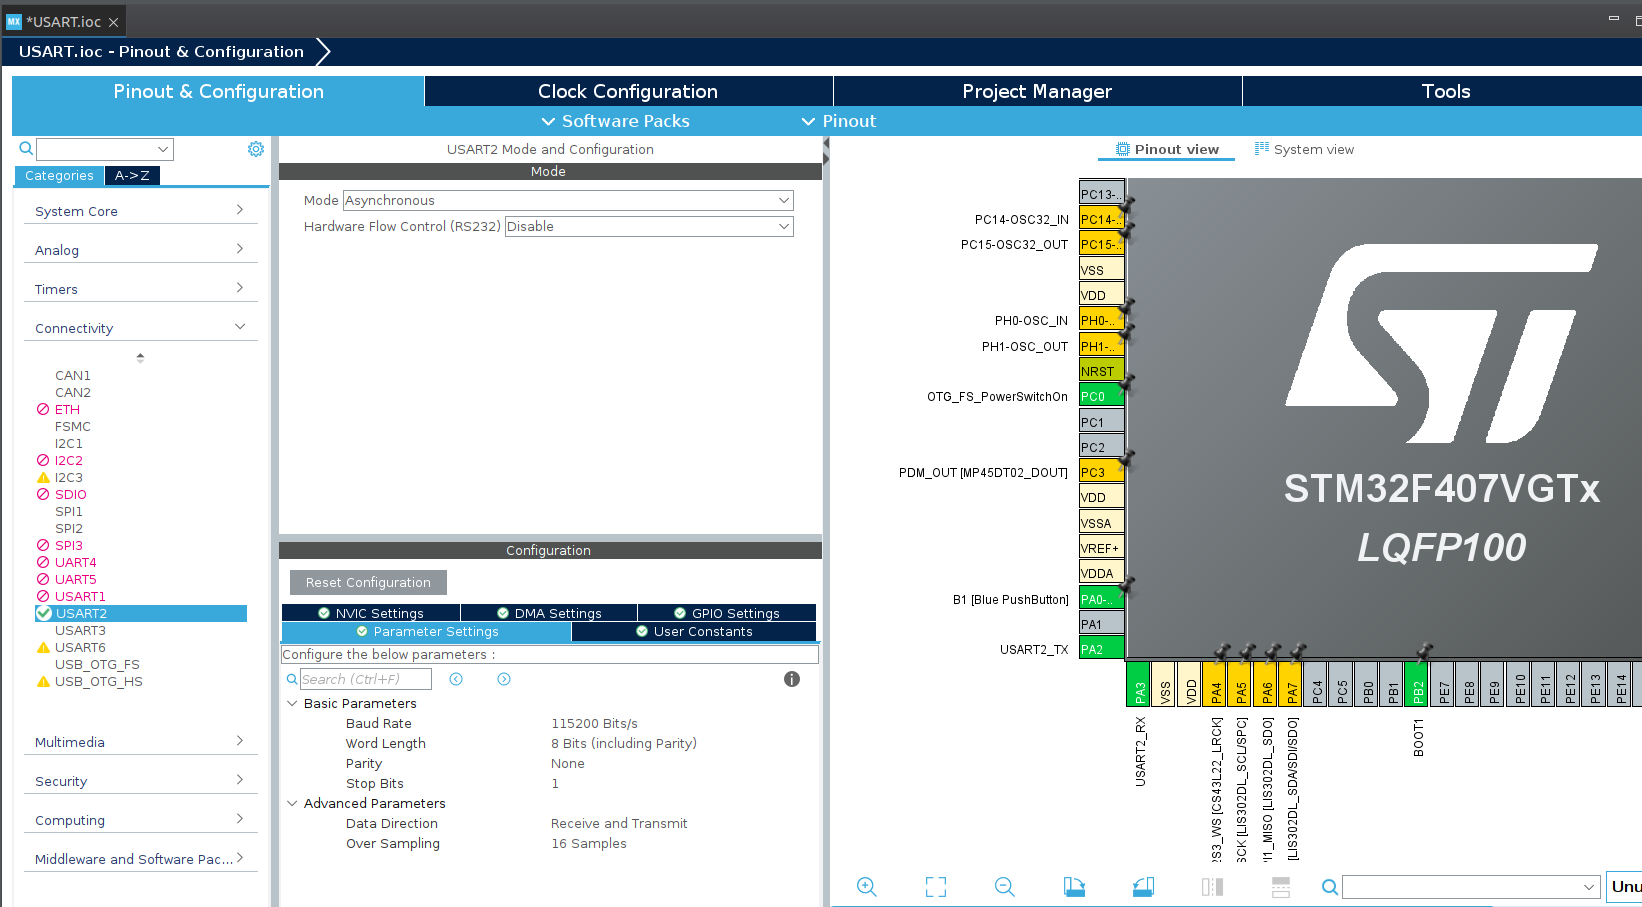 MX *USART.ioc
USART.ioc - Pinout & Configuration
Pinout & Configuration
Clock Configuration
Project Manager
Tools
Software Packs
Pinout
Categories
A->Z
System Core
Analog
Timers
Connectivity
CAN1
CAN2
ETH
FSMC
I2C1
I2C2
I2C3
SDIO
SPI1
SPI2
SPI3
UART4
UART5
USART1
USART2
USART3
USART6
USB_OTG_FS
USB_OTG_HS
Multimedia
Security
Computing
Middleware and Software Pac...
USART2 Mode and Configuration
Mode
Mode Asynchronous
Hardware Flow Control (RS232) Disable
Configuration
Reset Configuration
NVIC Settings
DMA Settings
GPIO Settings
Parameter Settings
User Constants
Configure the below parameters :
Search (Ctrl+F)
Basic Parameters
Baud Rate 115200 Bits/s
Word Length 8 Bits (including Parity)
Parity None
Stop Bits 1
Advanced Parameters
Data Direction Receive and Transmit
Over Sampling 16 Samples
Pinout view
System view
PC13-..
PC14-OSC32_IN PC14-..
PC15-OSC32_OUT PC15-..
VSS
VDD
PH0-OSC_IN PH0-..
PH1-OSC_OUT PH1-..
NRST
OTG_FS_PowerSwitchOn PC0
PC1
PC2
PDM_OUT [MP45DT02_DOUT] PC3
VDD
VSSA
VREF+
VDDA
B1 [Blue PushButton] PA0-..
PA1
USART2_TX PA2
ST
STM32F407VGTx
LQFP100
PA3
VSS
VDD
PA4
PA5
PA6
PA7
PC4
PC5
PB0
PB1
PB2
PE7
PE8
PE9
PE10
PE11
PE12
PE13
PE14
USART2_RX
2S3_WS [CS43L22_LRCK]
SCK [LIS302DL_SCL/SPC]
PI1_MISO [LIS302DL_SDO]
[LIS302DL_SDA/SDI/SDO]
BOOT1
Unu